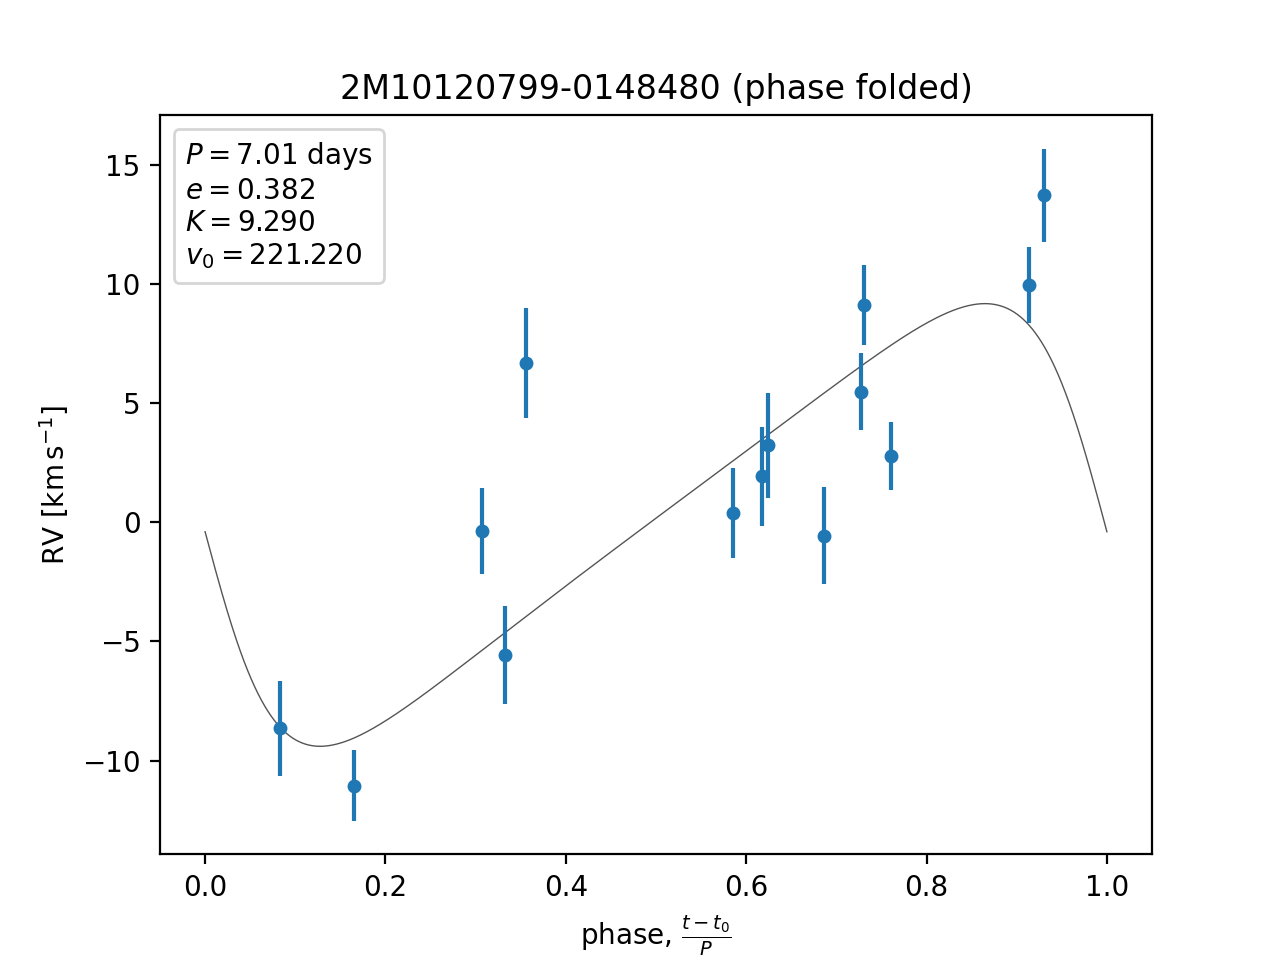 2M10120799-0148480 (phase folded)
P = 7.01 days
e = 0.382
K = 9.290
v₀ = 221.220
15
10
5
0
−5
−10
RV [km s⁻¹]
0.0 0.2 0.4 0.6 0.8 1.0
phase, (t − t₀)/P